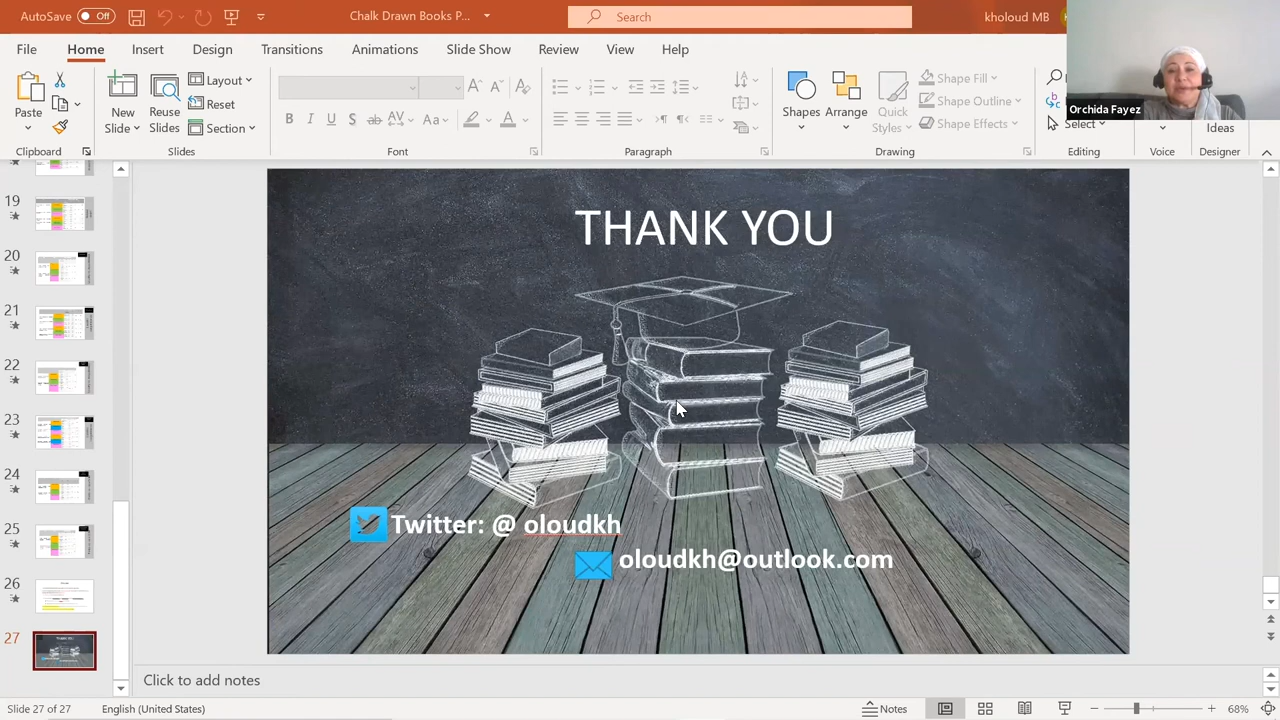 AutoSave Off
Chalk Drawn Books P...
Search
kholoud MB
File Home Insert Design Transitions Animations Slide Show Review View Help
Paste
New Slide
Reuse Slides
Layout
Reset
Section
B I U S ab AV Aa A
Shapes
Arrange
Quick Styles
Shape Fill
Shape Outline
Shape Effects
Select
Ideas
Orchida Fayez
Clipboard Slides Font Paragraph Drawing Editing Voice Designer
19
20
21
22
23
24
25
26
27
THANK YOU
Twitter: @ oloudkh
oloudkh@outlook.com
Click to add notes
Slide 27 of 27 English (United States) Notes 68%